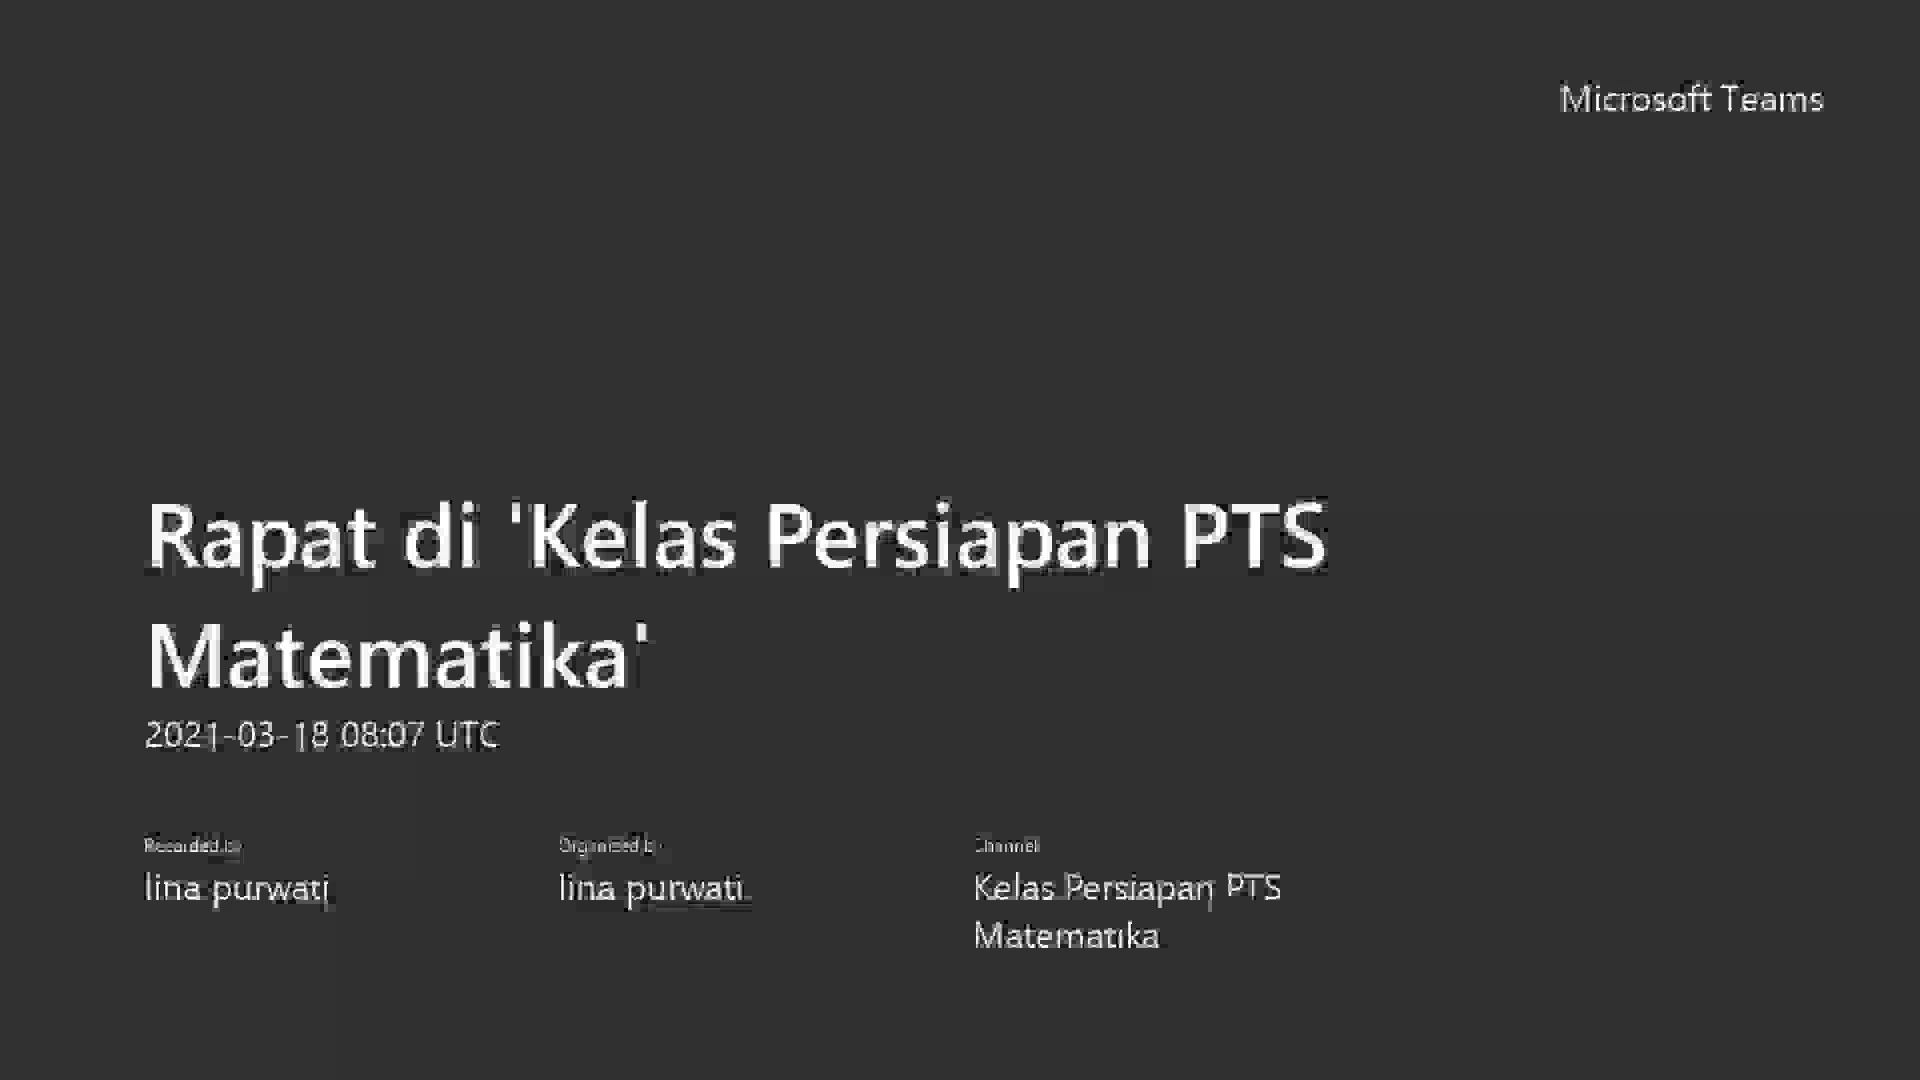 Microsoft Teams
Rapat di 'Kelas Persiapan PTS
Matematika'
2021-03-18 08:07 UTC
Recorded by
Organized by
Channel
lina purwati
lina purwati
Kelas Persiapan PTS
Matematika